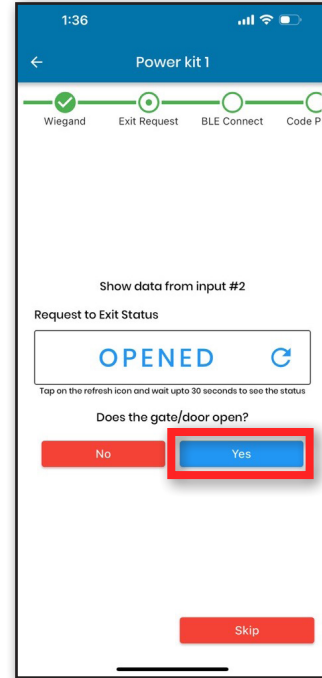 1:36
Power kit 1
Wiegand Exit Request BLE Connect Code P
Show data from input #2
Request to Exit Status
OPENED
Tap on the refresh icon and wait upto 30 seconds to see the status
Does the gate/door open?
No Yes
Skip